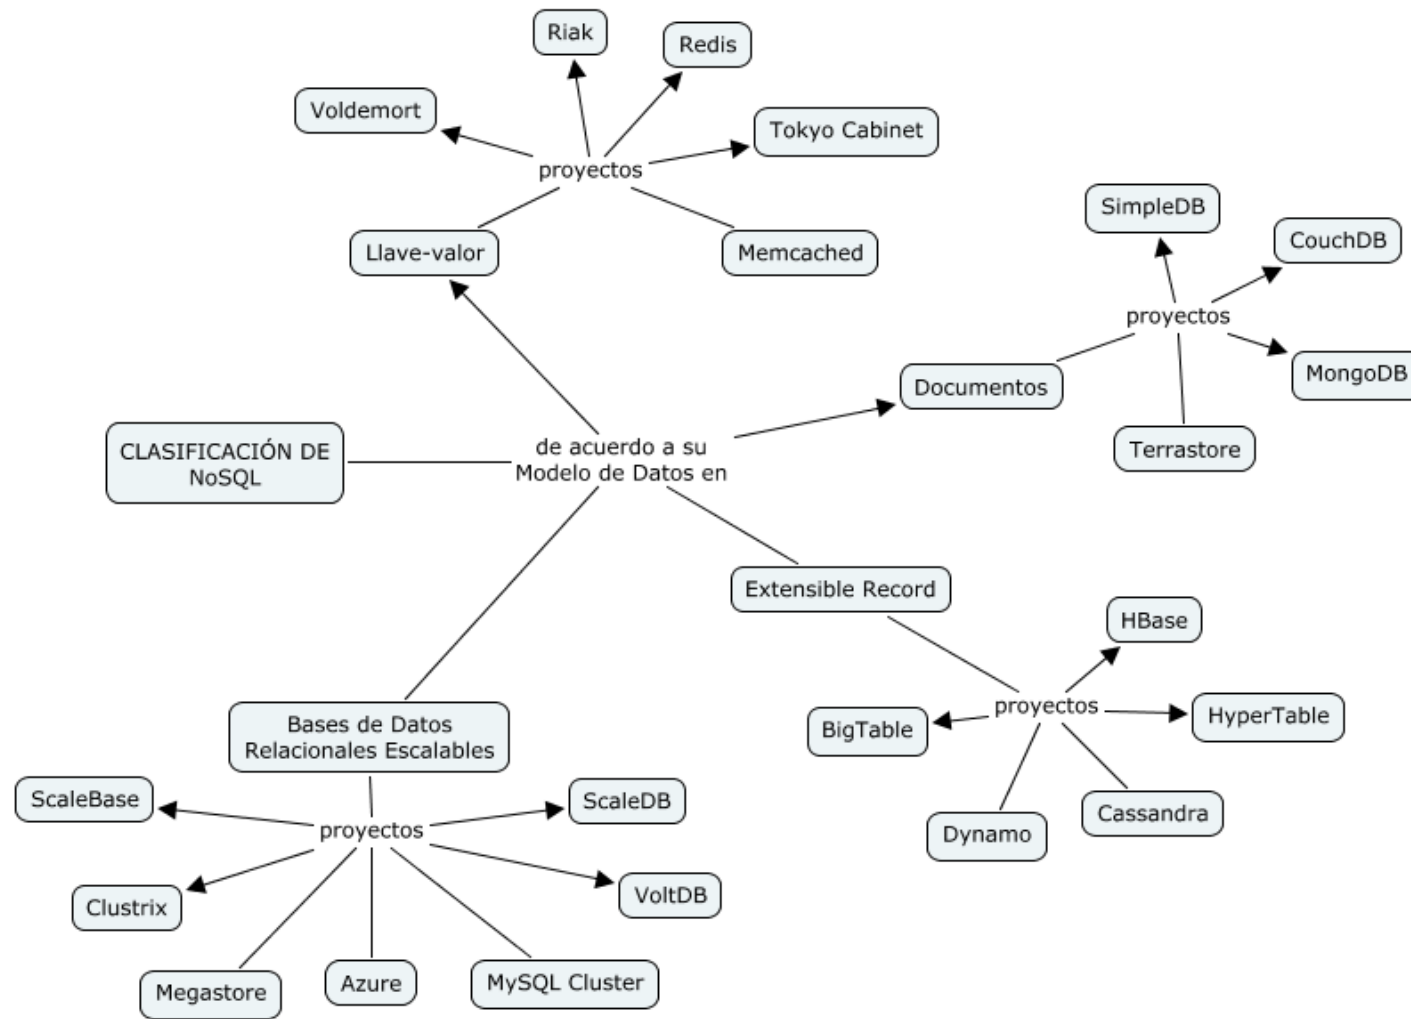 Riak
Redis
Voldemort
Tokyo Cabinet
proyectos
Llave-valor
Memcached
SimpleDB
CouchDB
proyectos
MongoDB
Documentos
Terrastore
CLASIFICACIÓN DE
NoSQL
de acuerdo a su
Modelo de Datos en
Extensible Record
HBase
proyectos
HyperTable
BigTable
Cassandra
Dynamo
Bases de Datos
Relacionales Escalables
ScaleBase
ScaleDB
proyectos
Clustrix
VoltDB
Megastore
Azure
MySQL Cluster